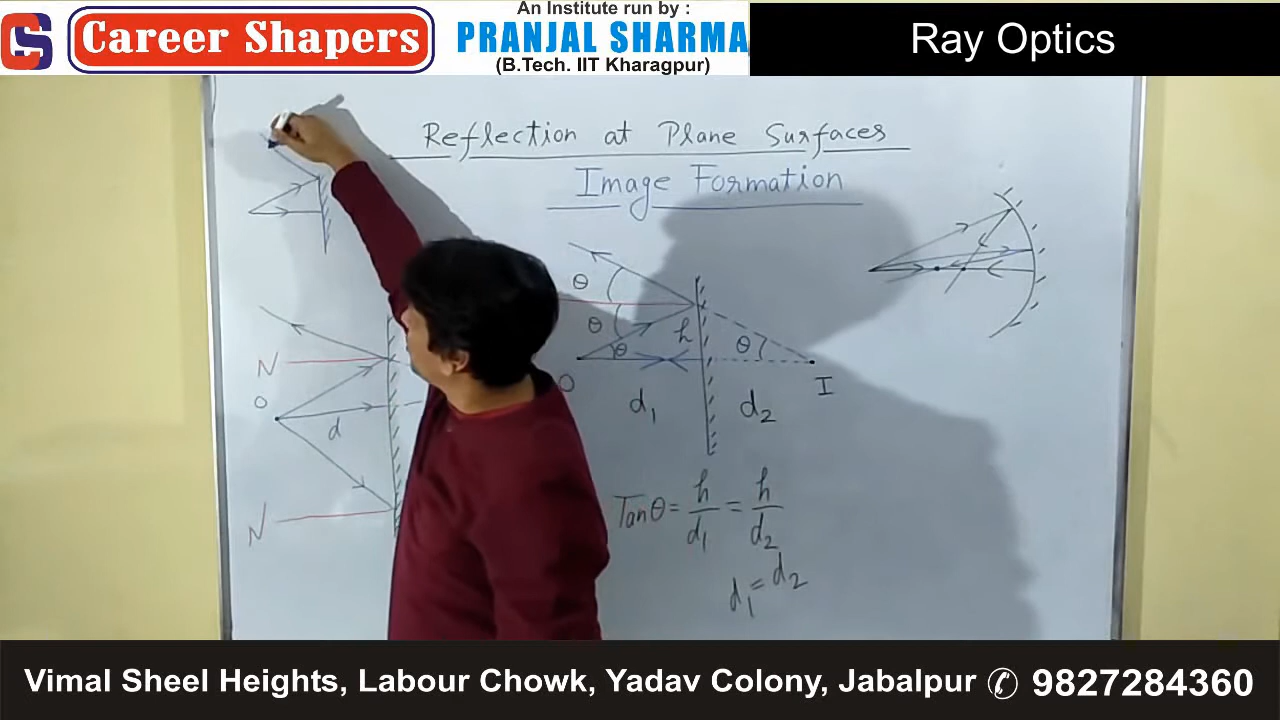 An Institute run by :
CS Career Shapers
PRANJAL SHARMA
(B.Tech. IIT Kharagpur)
Ray Optics
Reflection at Plane Surfaces
Image Formation
θ
θ
θ
h
θ
O
I
d₁
d₂
N
O
d
N
Tanθ = h/d₁ = h/d₂
d₁ = d₂
Vimal Sheel Heights, Labour Chowk, Yadav Colony, Jabalpur ✆ 9827284360